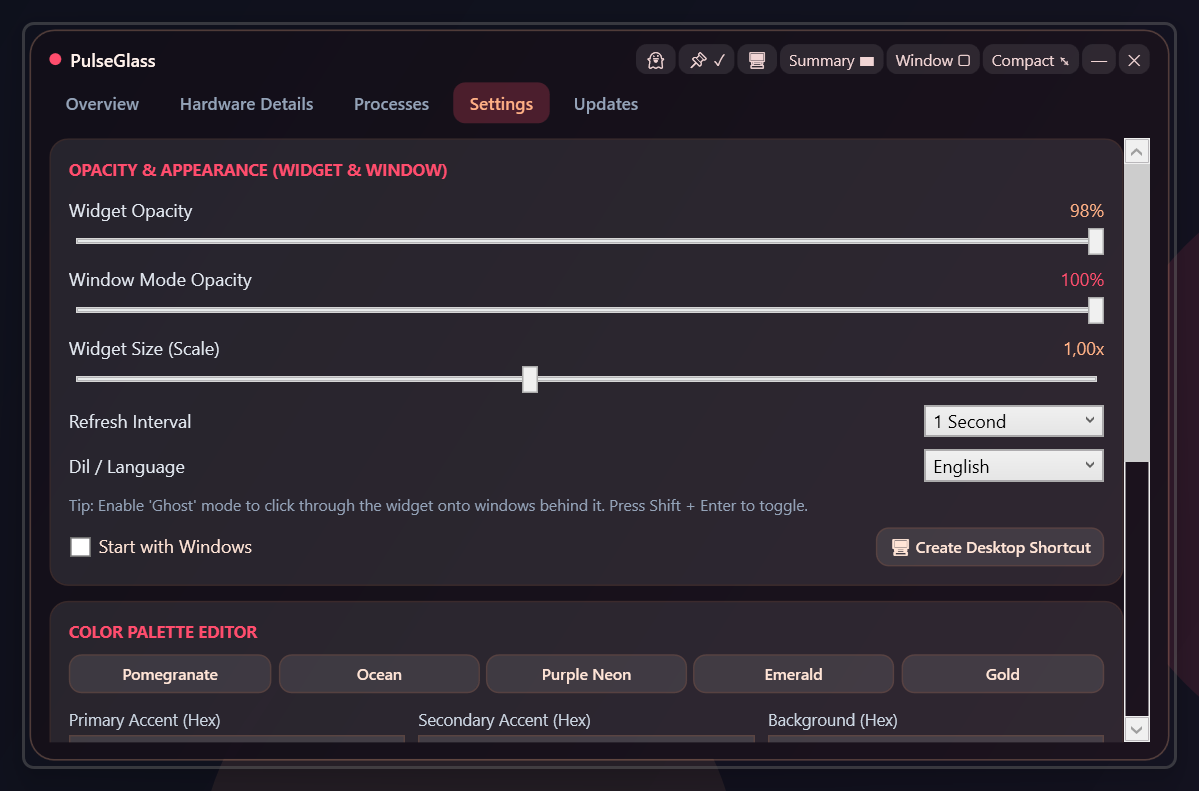 PulseGlass
Summary
Window
Compact
Overview Hardware Details Processes Settings Updates
OPACITY & APPEARANCE (WIDGET & WINDOW)
Widget Opacity 98%
Window Mode Opacity 100%
Widget Size (Scale) 1,00x
Refresh Interval 1 Second
Dil / Language English
Tip: Enable 'Ghost' mode to click through the widget onto windows behind it. Press Shift + Enter to toggle.
Start with Windows Create Desktop Shortcut
COLOR PALETTE EDITOR
Pomegranate Ocean Purple Neon Emerald Gold
Primary Accent (Hex) Secondary Accent (Hex) Background (Hex)